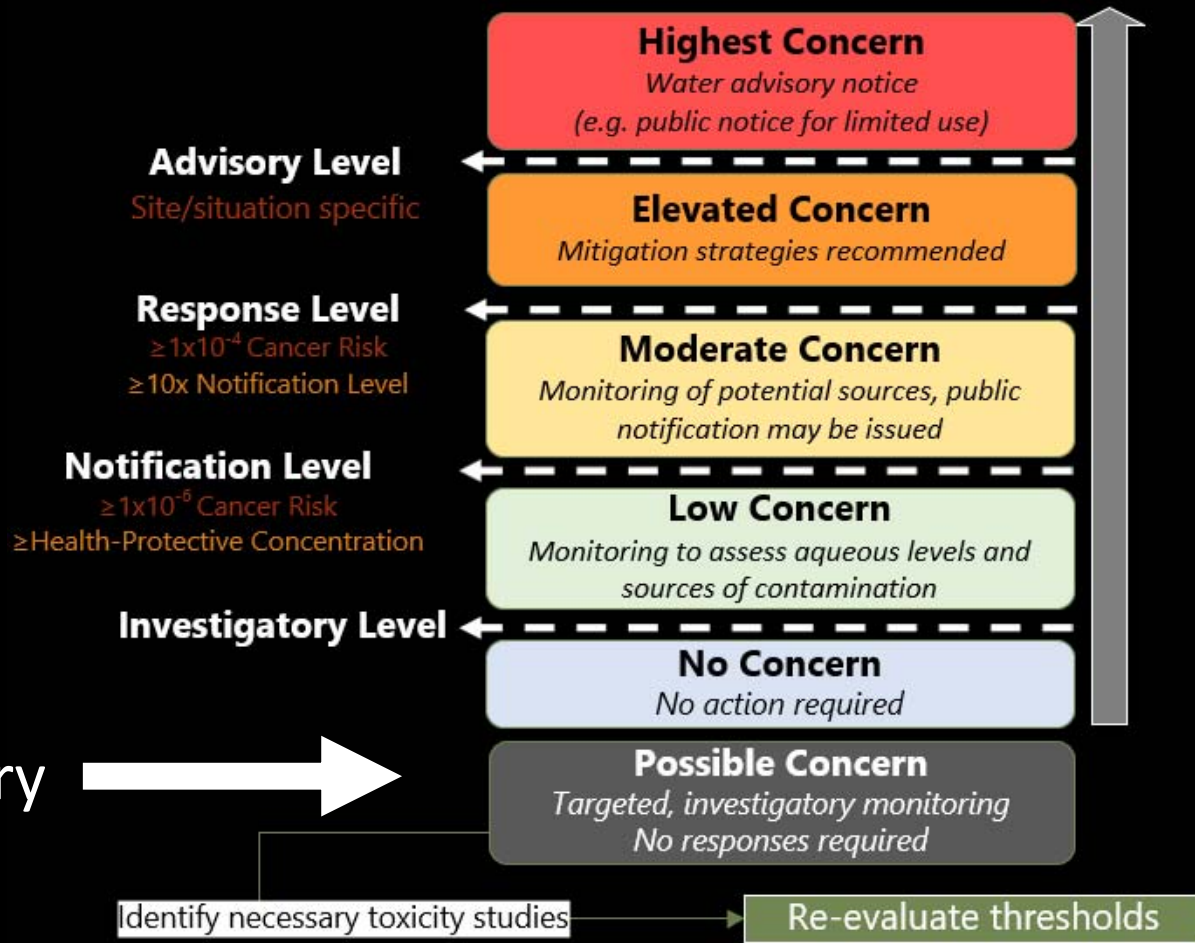 Highest Concern
Water advisory notice
(e.g. public notice for limited use)
Advisory Level
Site/situation specific
Elevated Concern
Mitigation strategies recommended
Response Level
≥1x10⁻⁴ Cancer Risk
≥10x Notification Level
Moderate Concern
Monitoring of potential sources, public
notification may be issued
Notification Level
≥1x10⁻⁶ Cancer Risk
≥Health-Protective Concentration
Low Concern
Monitoring to assess aqueous levels and
sources of contamination
Investigatory Level
No Concern
No action required
ry
Possible Concern
Targeted, investigatory monitoring
No responses required
Identify necessary toxicity studies
Re-evaluate thresholds